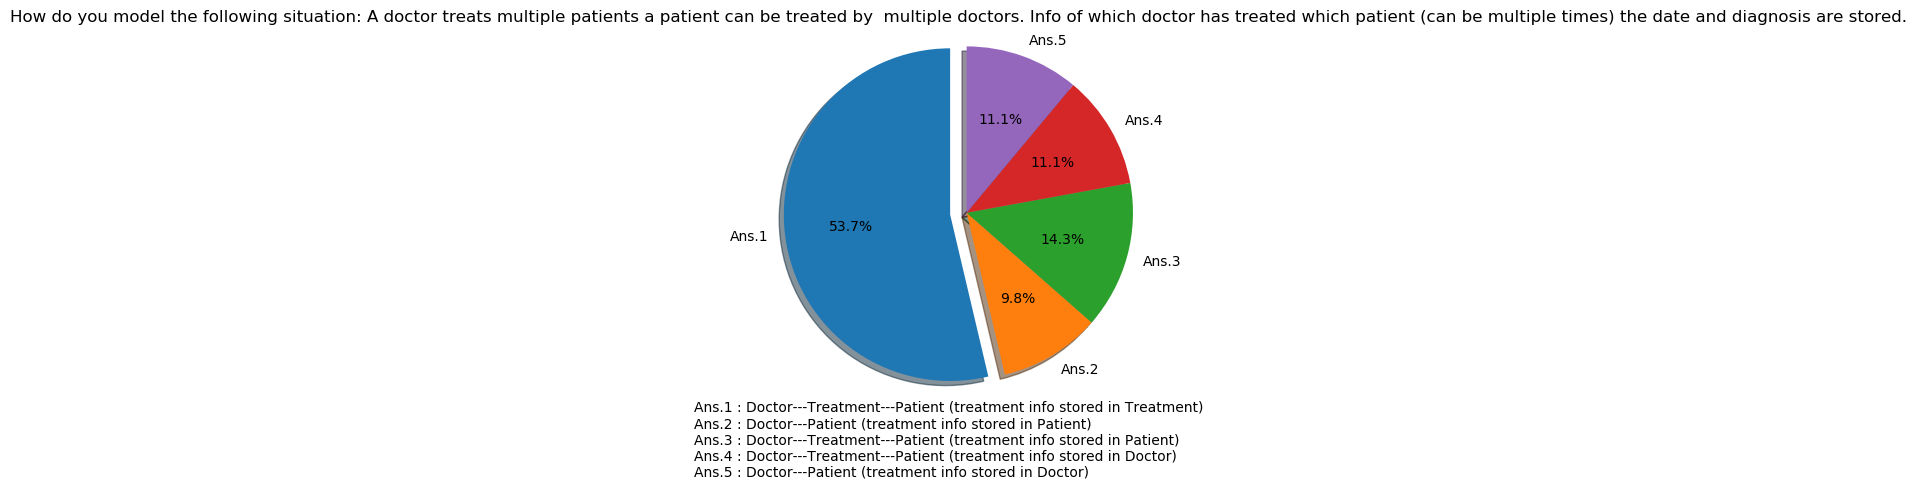 How do you model the following situation: A doctor treats multiple patients a patient can be treated by  multiple doctors. Info of which doctor has treated which patient (can be multiple times) the date and diagnosis are stored.
Ans.5
Ans.4
11.1%
11.1%
53.7%
Ans.1
14.3%
Ans.3
9.8%
Ans.2
Ans.1 : Doctor---Treatment---Patient (treatment info stored in Treatment)
Ans.2 : Doctor---Patient (treatment info stored in Patient)
Ans.3 : Doctor---Treatment---Patient (treatment info stored in Patient)
Ans.4 : Doctor---Treatment---Patient (treatment info stored in Doctor)
Ans.5 : Doctor---Patient (treatment info stored in Doctor)